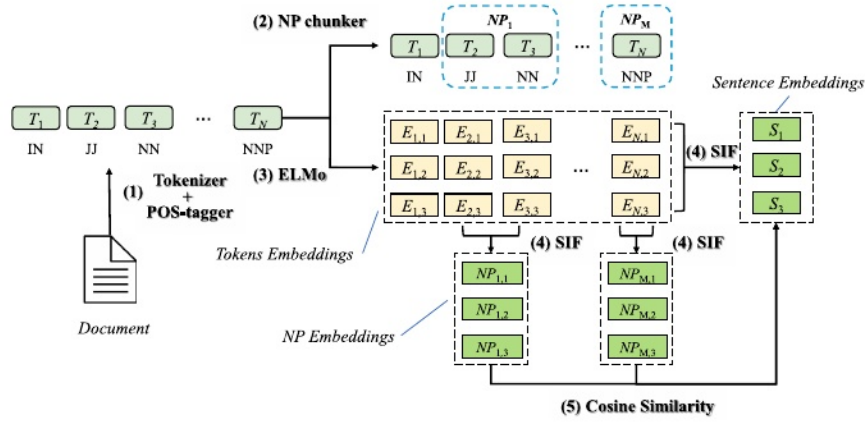 (2) NP chunker
NP1
NPM
T1 T2 T3 ... TN
IN JJ NN NNP
Sentence Embeddings
T1 T2 T3 ... TN
IN JJ NN NNP
(3) ELMo
(1) Tokenizer
+
POS-tagger
E1,1 E2,1 E3,1 EN,1
E1,2 E2,2 E3,2 ... EN,2
E1,3 E2,3 E3,3 EN,3
(4) SIF
S1
S2
S3
Tokens Embeddings
(4) SIF
(4) SIF
Document
NP Embeddings
NP1,1
NP1,2
NP1,3
NPM,1
NPM,2
NPM,3
(5) Cosine Similarity